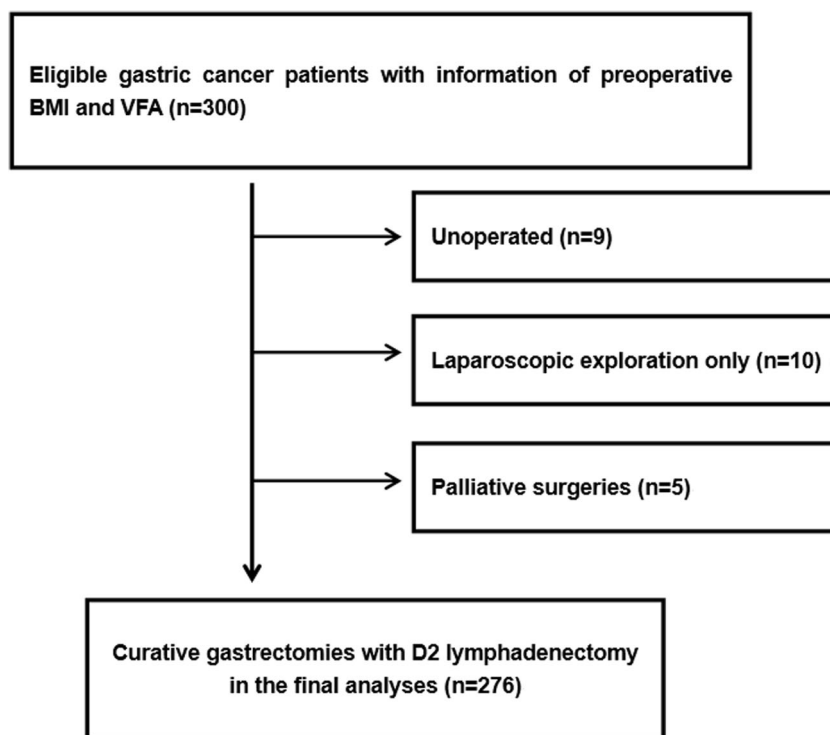 Eligible gastric cancer patients with information of preoperative
BMI and VFA (n=300)
Unoperated (n=9)
Laparoscopic exploration only (n=10)
Palliative surgeries (n=5)
Curative gastrectomies with D2 lymphadenectomy
in the final analyses (n=276)